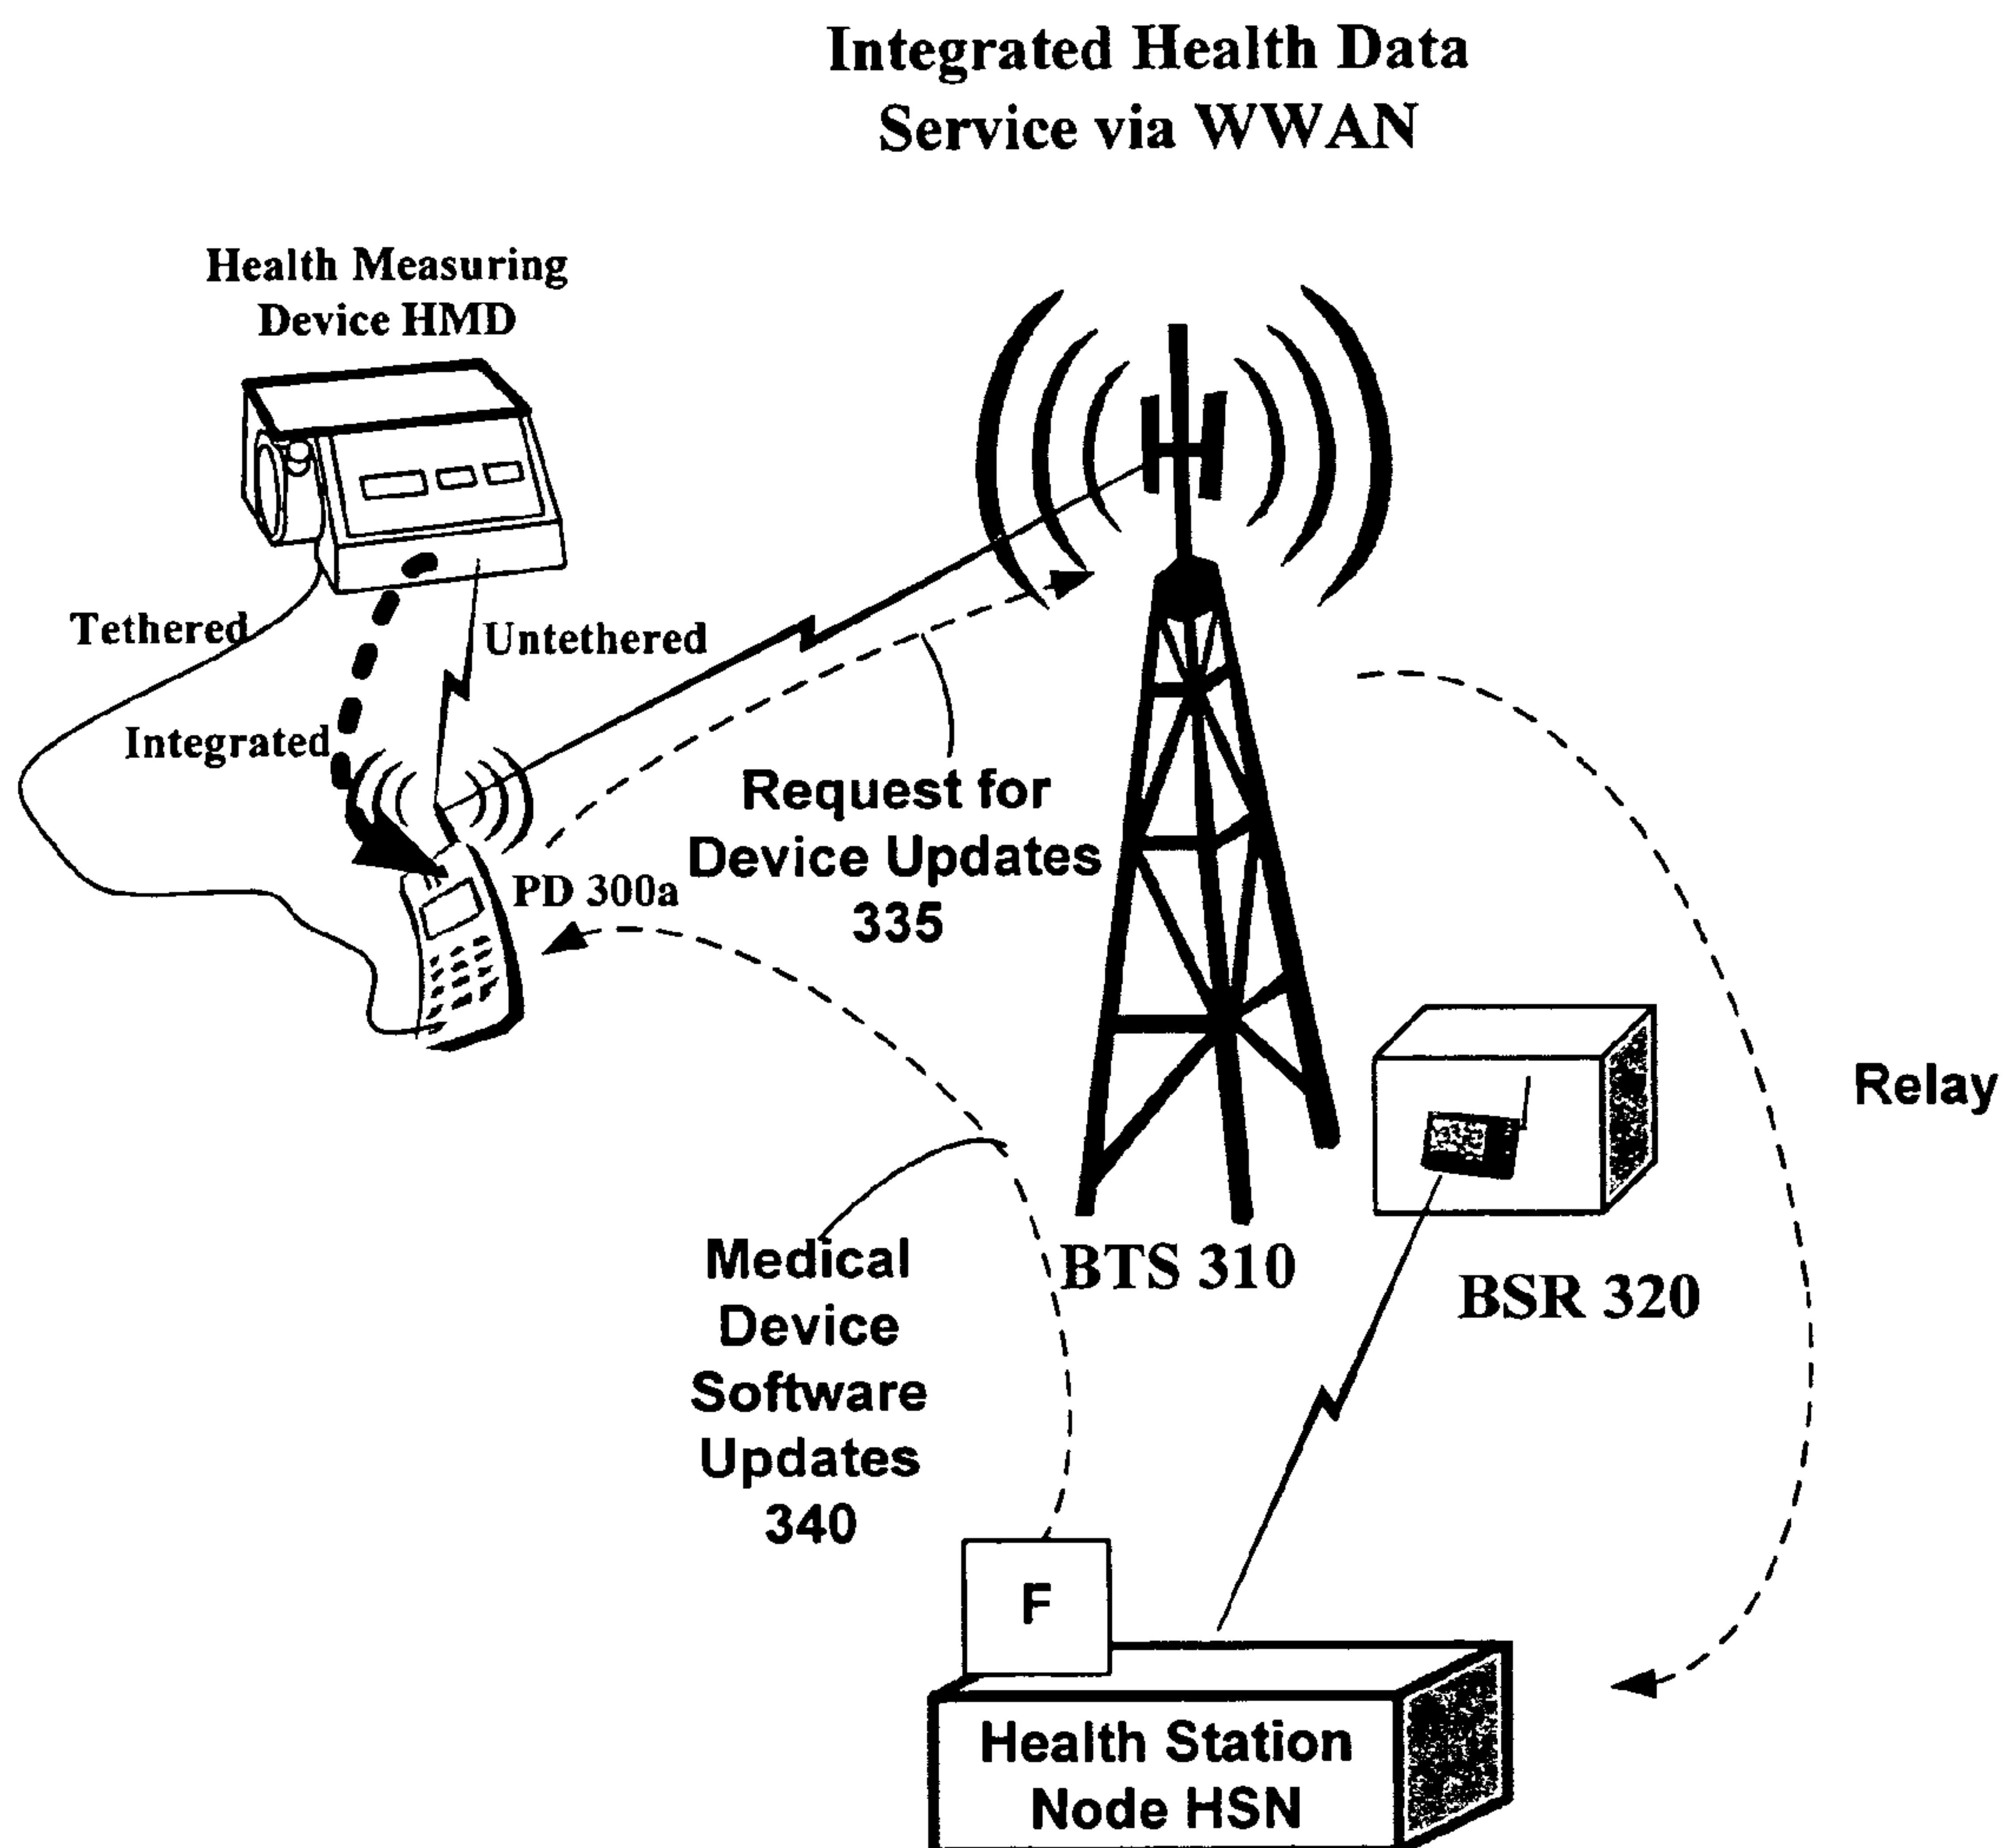 Integrated Health Data
Service via WWAN
Health Measuring
Device HMD
Tethered
Untethered
Integrated
Request for
Device Updates
335
PD 300a
Relay
Medical
Device
Software
Updates
340
BTS 310
BSR 320
F
Health Station
Node HSN